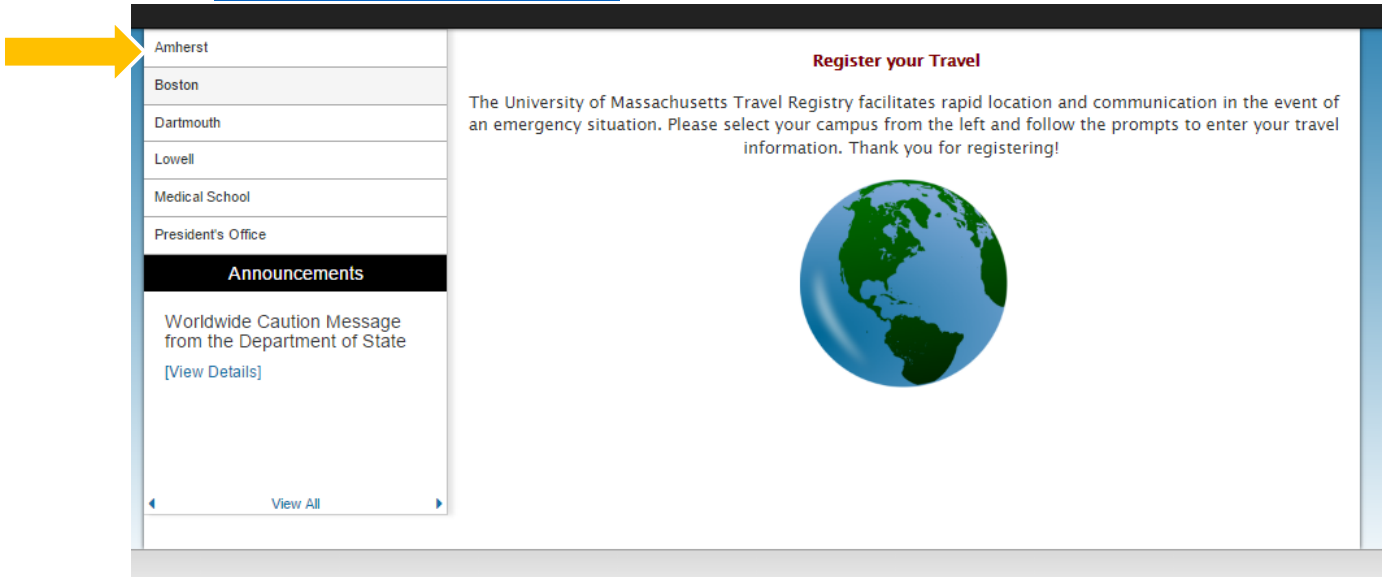 Amherst
Boston
Dartmouth
Lowell
Medical School
President's Office
Announcements
Worldwide Caution Message
from the Department of State
[View Details]
View All
Register your Travel
The University of Massachusetts Travel Registry facilitates rapid location and communication in the event of
an emergency situation. Please select your campus from the left and follow the prompts to enter your travel
information. Thank you for registering!